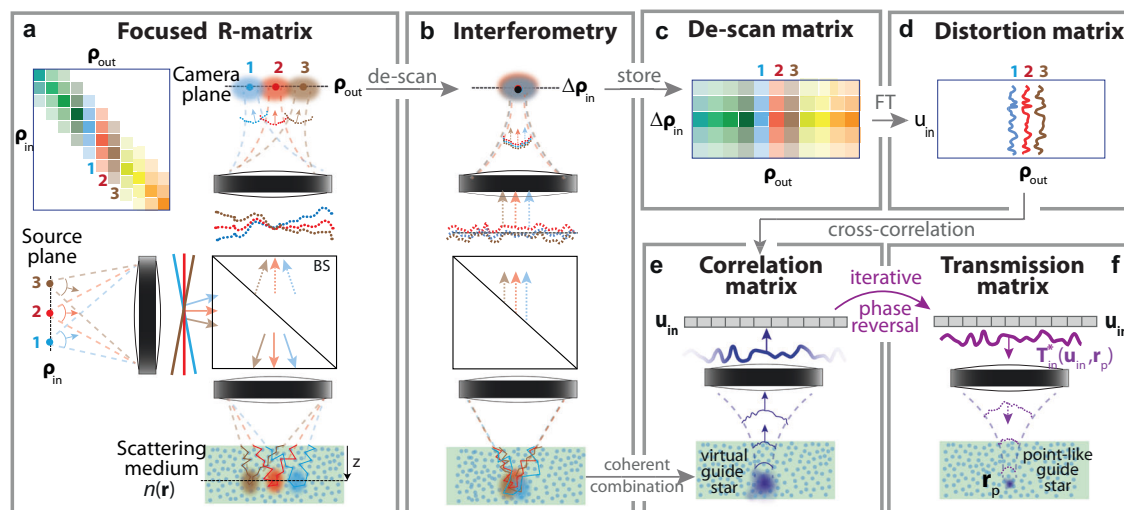 a Focused R-matrix
ρout
ρin
1
2
3
Camera
plane
1 2 3
ρout
Source
plane
3
2
1
ρin
BS
Scattering
medium
n(r)
z
de-scan
b Interferometry
Δρin
store
coherent
combination
c De-scan matrix
1 2 3
Δρin
ρout
FT
d Distortion matrix
1 2 3
uin
ρout
cross-correlation
e Correlation
matrix
uin
virtual
guide
star
iterative
phase
reversal
Transmission f
matrix
uin
T*in(uin,rp)
point-like
guide
star
rp